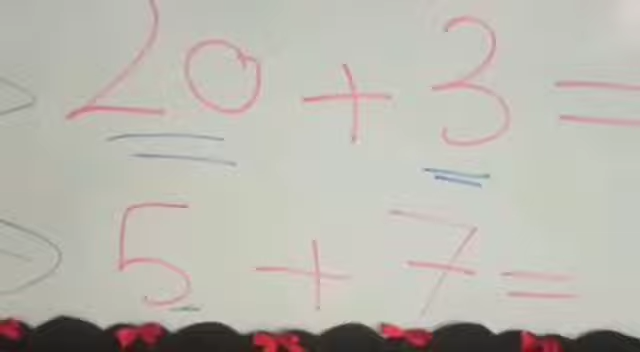 20 + 3 =
5 + 7 =